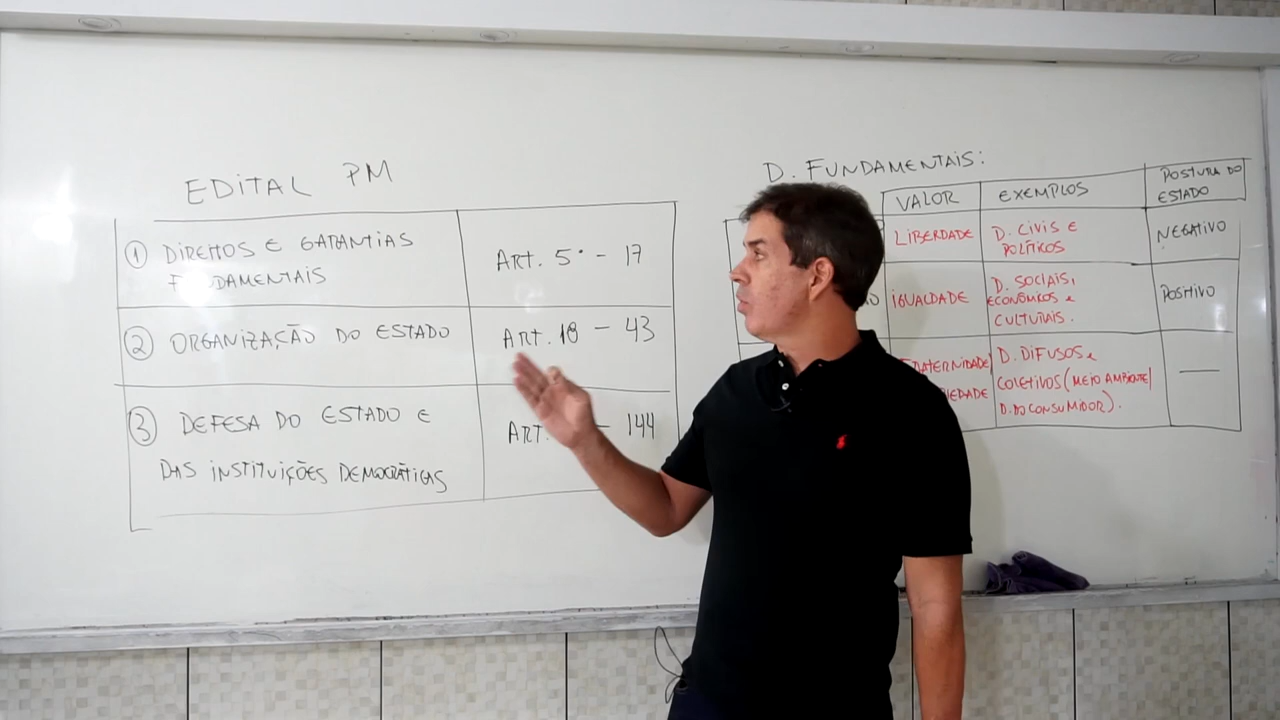 EDITAL PM
① DIREITOS E GARANTIAS
DAMENTAIS
ART. 5° - 17
② ORGANIZAÇÃO DO ESTADO
ART. 18 - 43
③ DEFESA DO ESTADO E
DAS INSTITUIÇÕES DEMOCRÁTICAS
ART. - 144
D. FUNDAMENTAIS:
VALOR
EXEMPLOS
POSTURA DO
ESTADO
LIBERDADE
D. CIVIS E
POLÍTICOS
NEGATIVO
IGUALDADE
D. SOCIAIS,
ECONÔMICOS e
CULTURAIS.
POSITIVO
FRATERNIDADE
IEDADE
D. DIFUSOS e
COLETIVOS (MEIO AMBIENTE/
D. DO CONSUMIDOR).
—